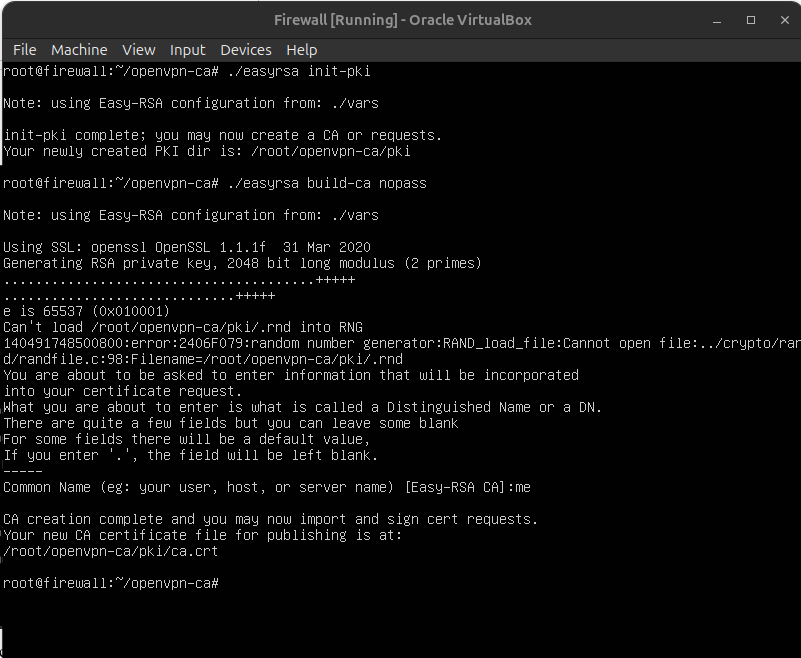 Firewall [Running] - Oracle VirtualBox
File Machine View Input Devices Help
root@firewall:~/openvpn-ca# ./easyrsa init-pki
Note: using Easy-RSA configuration from: ./vars
init-pki complete; you may now create a CA or requests.
Your newly created PKI dir is: /root/openvpn-ca/pki
root@firewall:~/openvpn-ca# ./easyrsa build-ca nopass
Note: using Easy-RSA configuration from: ./vars
Using SSL: openssl OpenSSL 1.1.1f  31 Mar 2020
Generating RSA private key, 2048 bit long modulus (2 primes)
.......................................+++++
.............................+++++
e is 65537 (0x010001)
Can't load /root/openvpn-ca/pki/.rnd into RNG
140491748500800:error:2406F079:random number generator:RAND_load_file:Cannot open file:../crypto/ran
d/randfile.c:98:Filename=/root/openvpn-ca/pki/.rnd
You are about to be asked to enter information that will be incorporated
into your certificate request.
What you are about to enter is what is called a Distinguished Name or a DN.
There are quite a few fields but you can leave some blank
For some fields there will be a default value,
If you enter '.', the field will be left blank.
-----
Common Name (eg: your user, host, or server name) [Easy-RSA CA]:me
CA creation complete and you may now import and sign cert requests.
Your new CA certificate file for publishing is at:
/root/openvpn-ca/pki/ca.crt
root@firewall:~/openvpn-ca#